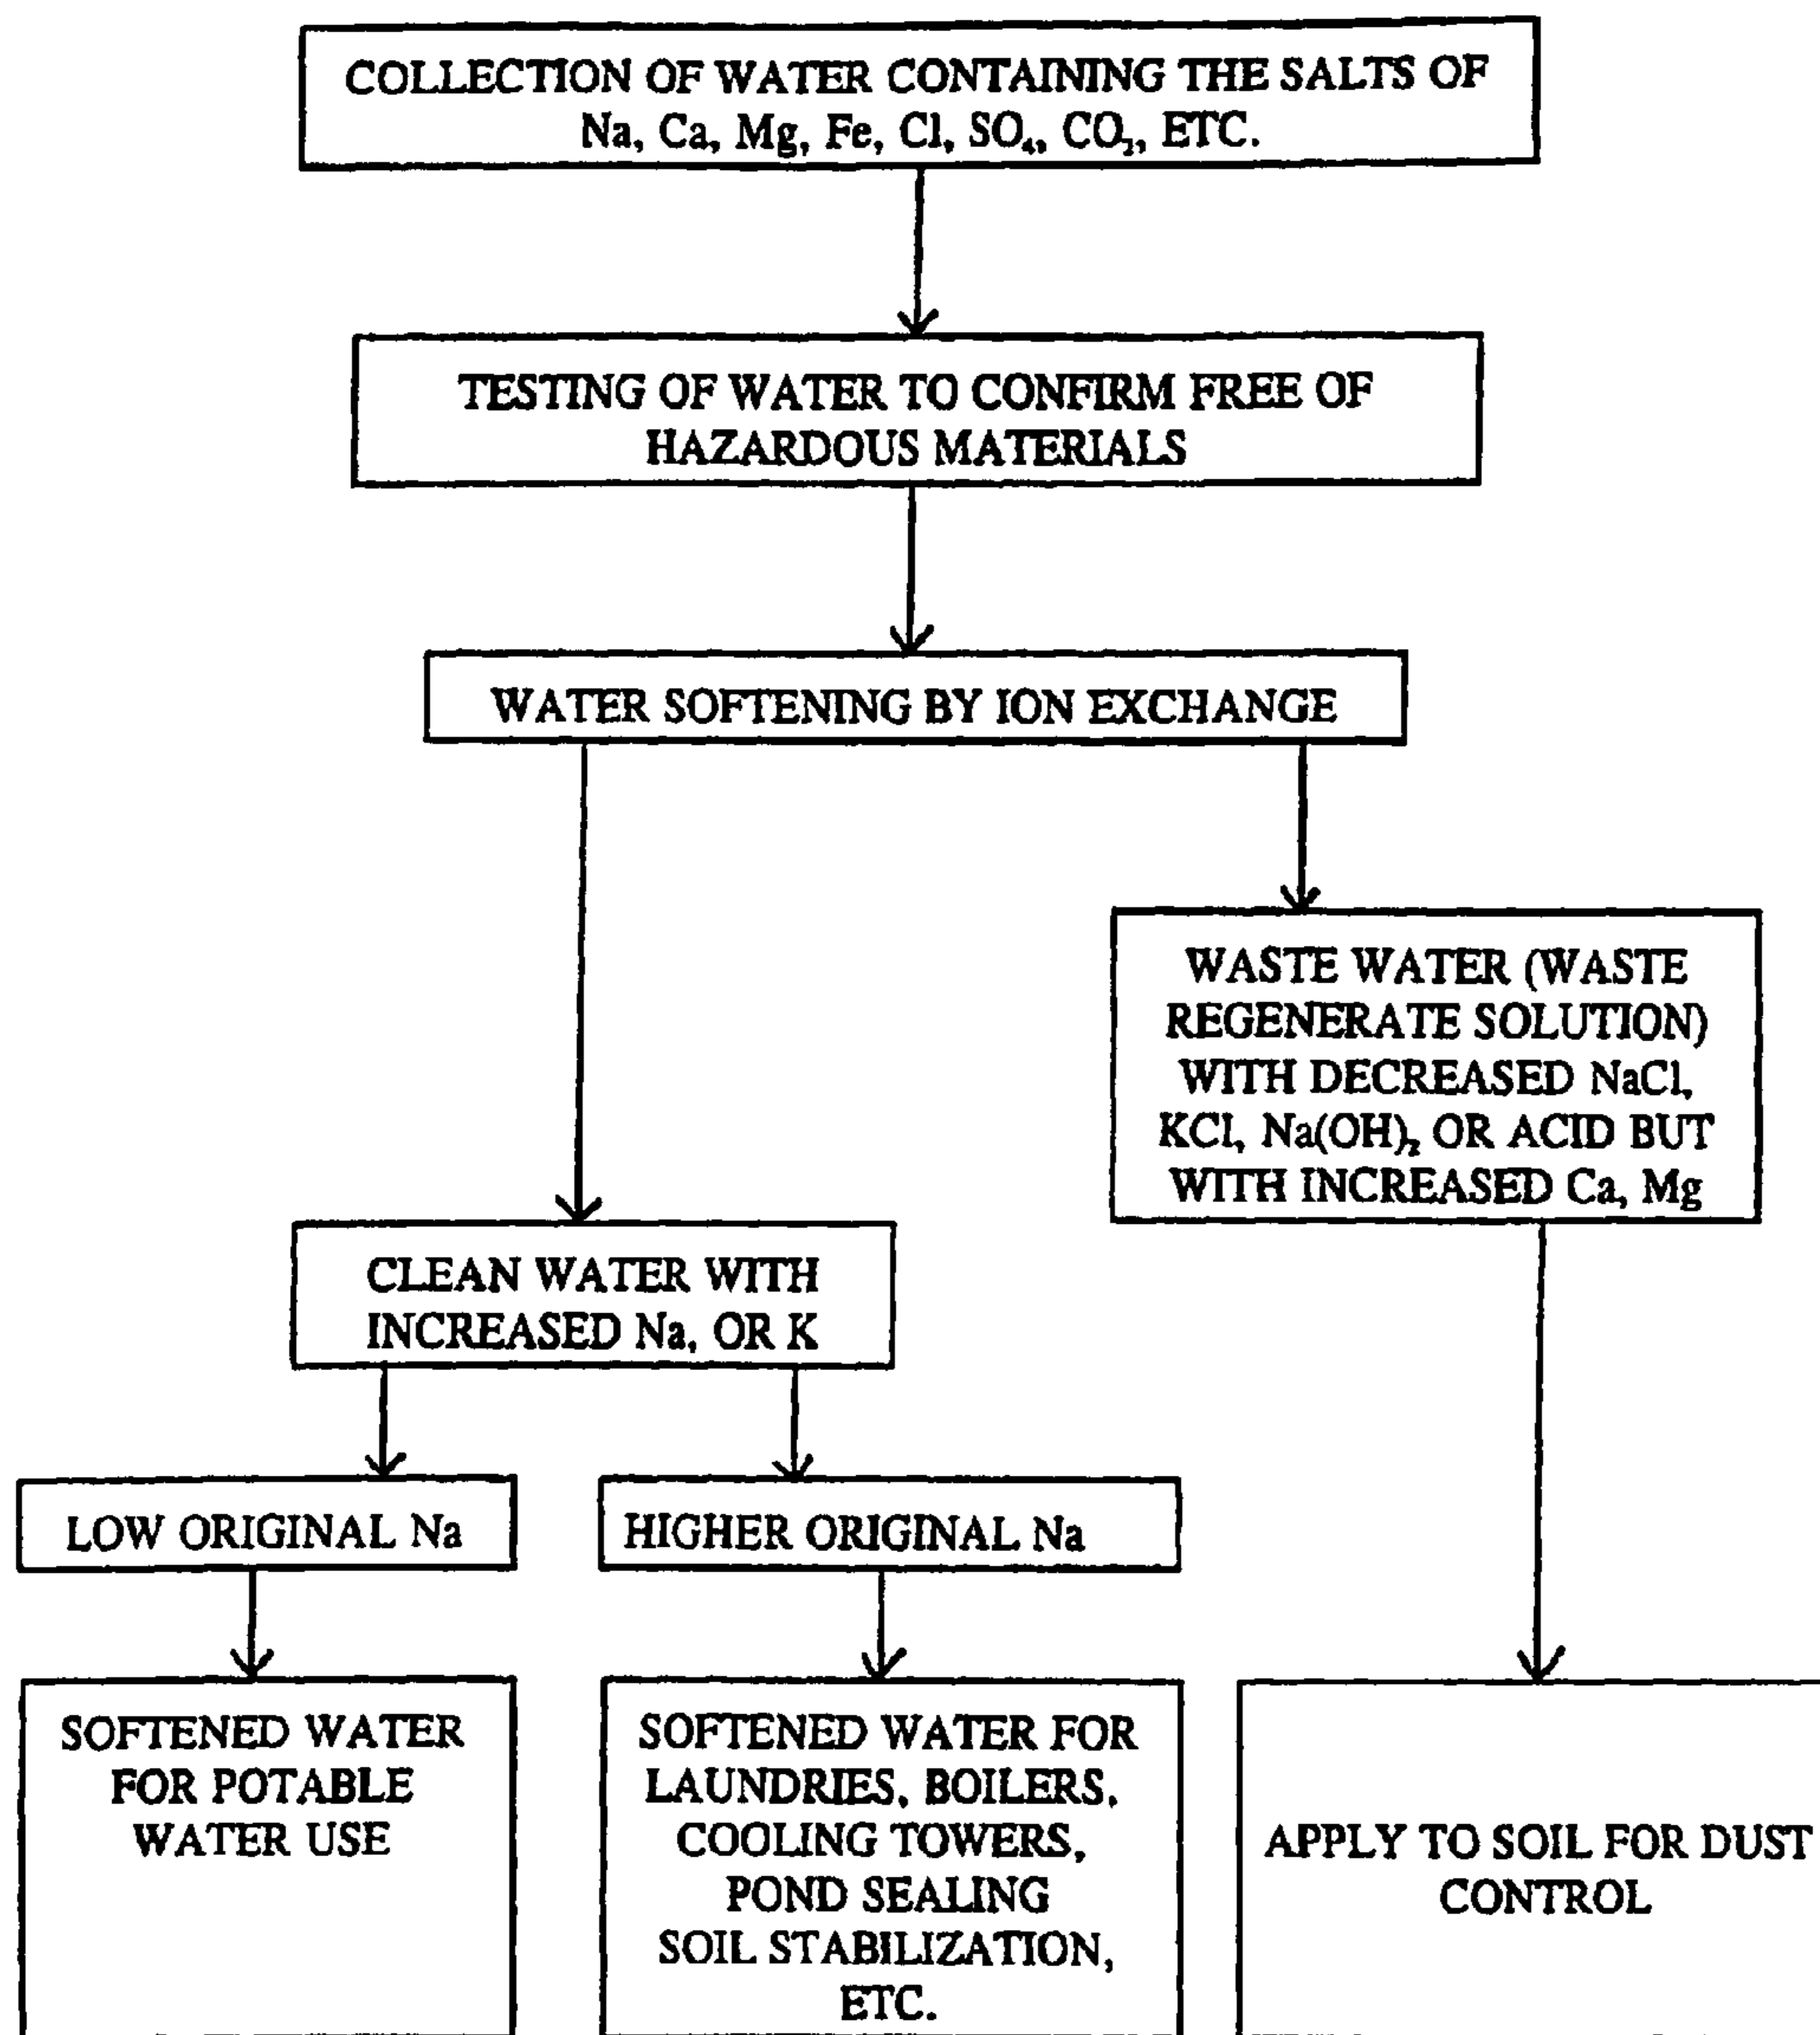 COLLECTION OF WATER CONTAINING THE SALTS OF
Na, Ca, Mg, Fe, Cl, SO₄, CO₃, ETC.
TESTING OF WATER TO CONFIRM FREE OF
HAZARDOUS MATERIALS
WATER SOFTENING BY ION EXCHANGE
WASTE WATER (WASTE
REGENERATE SOLUTION)
WITH DECREASED NaCl,
KCl, Na(OH)₂ OR ACID BUT
WITH INCREASED Ca, Mg
CLEAN WATER WITH
INCREASED Na, OR K
LOW ORIGINAL Na
HIGHER ORIGINAL Na
SOFTENED WATER
FOR POTABLE
WATER USE
SOFTENED WATER FOR
LAUNDRIES, BOILERS,
COOLING TOWERS,
POND SEALING
SOIL STABILIZATION,
ETC.
APPLY TO SOIL FOR DUST
CONTROL